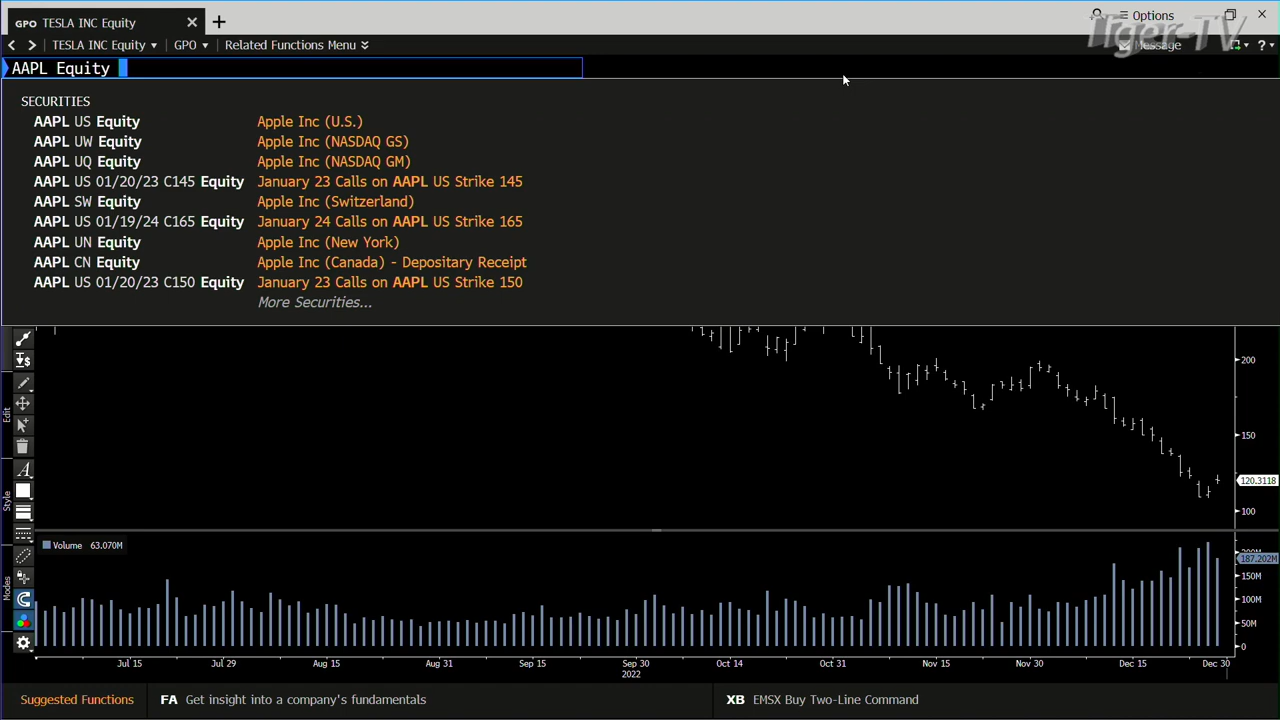 GPO TESLA INC Equity × +
Options
Tiger-TV
< > TESLA INC Equity ▾ GPO ▾ Related Functions Menu
Message ? ▾
AAPL Equity
SECURITIES
AAPL US Equity Apple Inc (U.S.)
AAPL UW Equity Apple Inc (NASDAQ GS)
AAPL UQ Equity Apple Inc (NASDAQ GM)
AAPL US 01/20/23 C145 Equity January 23 Calls on AAPL US Strike 145
AAPL SW Equity Apple Inc (Switzerland)
AAPL US 01/19/24 C165 Equity January 24 Calls on AAPL US Strike 165
AAPL UN Equity Apple Inc (New York)
AAPL CN Equity Apple Inc (Canada) - Depositary Receipt
AAPL US 01/20/23 C150 Equity January 23 Calls on AAPL US Strike 150
More Securities...
200
Edit
150
A
120.3118
Style
100
Volume 63.070M
187.202M
150M
Modes
100M
50M
0
Jul 15 Jul 29 Aug 15 Aug 31 Sep 15 Sep 30 Oct 14 Oct 31 Nov 15 Nov 30 Dec 15 Dec 30
2022
Suggested Functions FA Get insight into a company's fundamentals XB EMSX Buy Two-Line Command